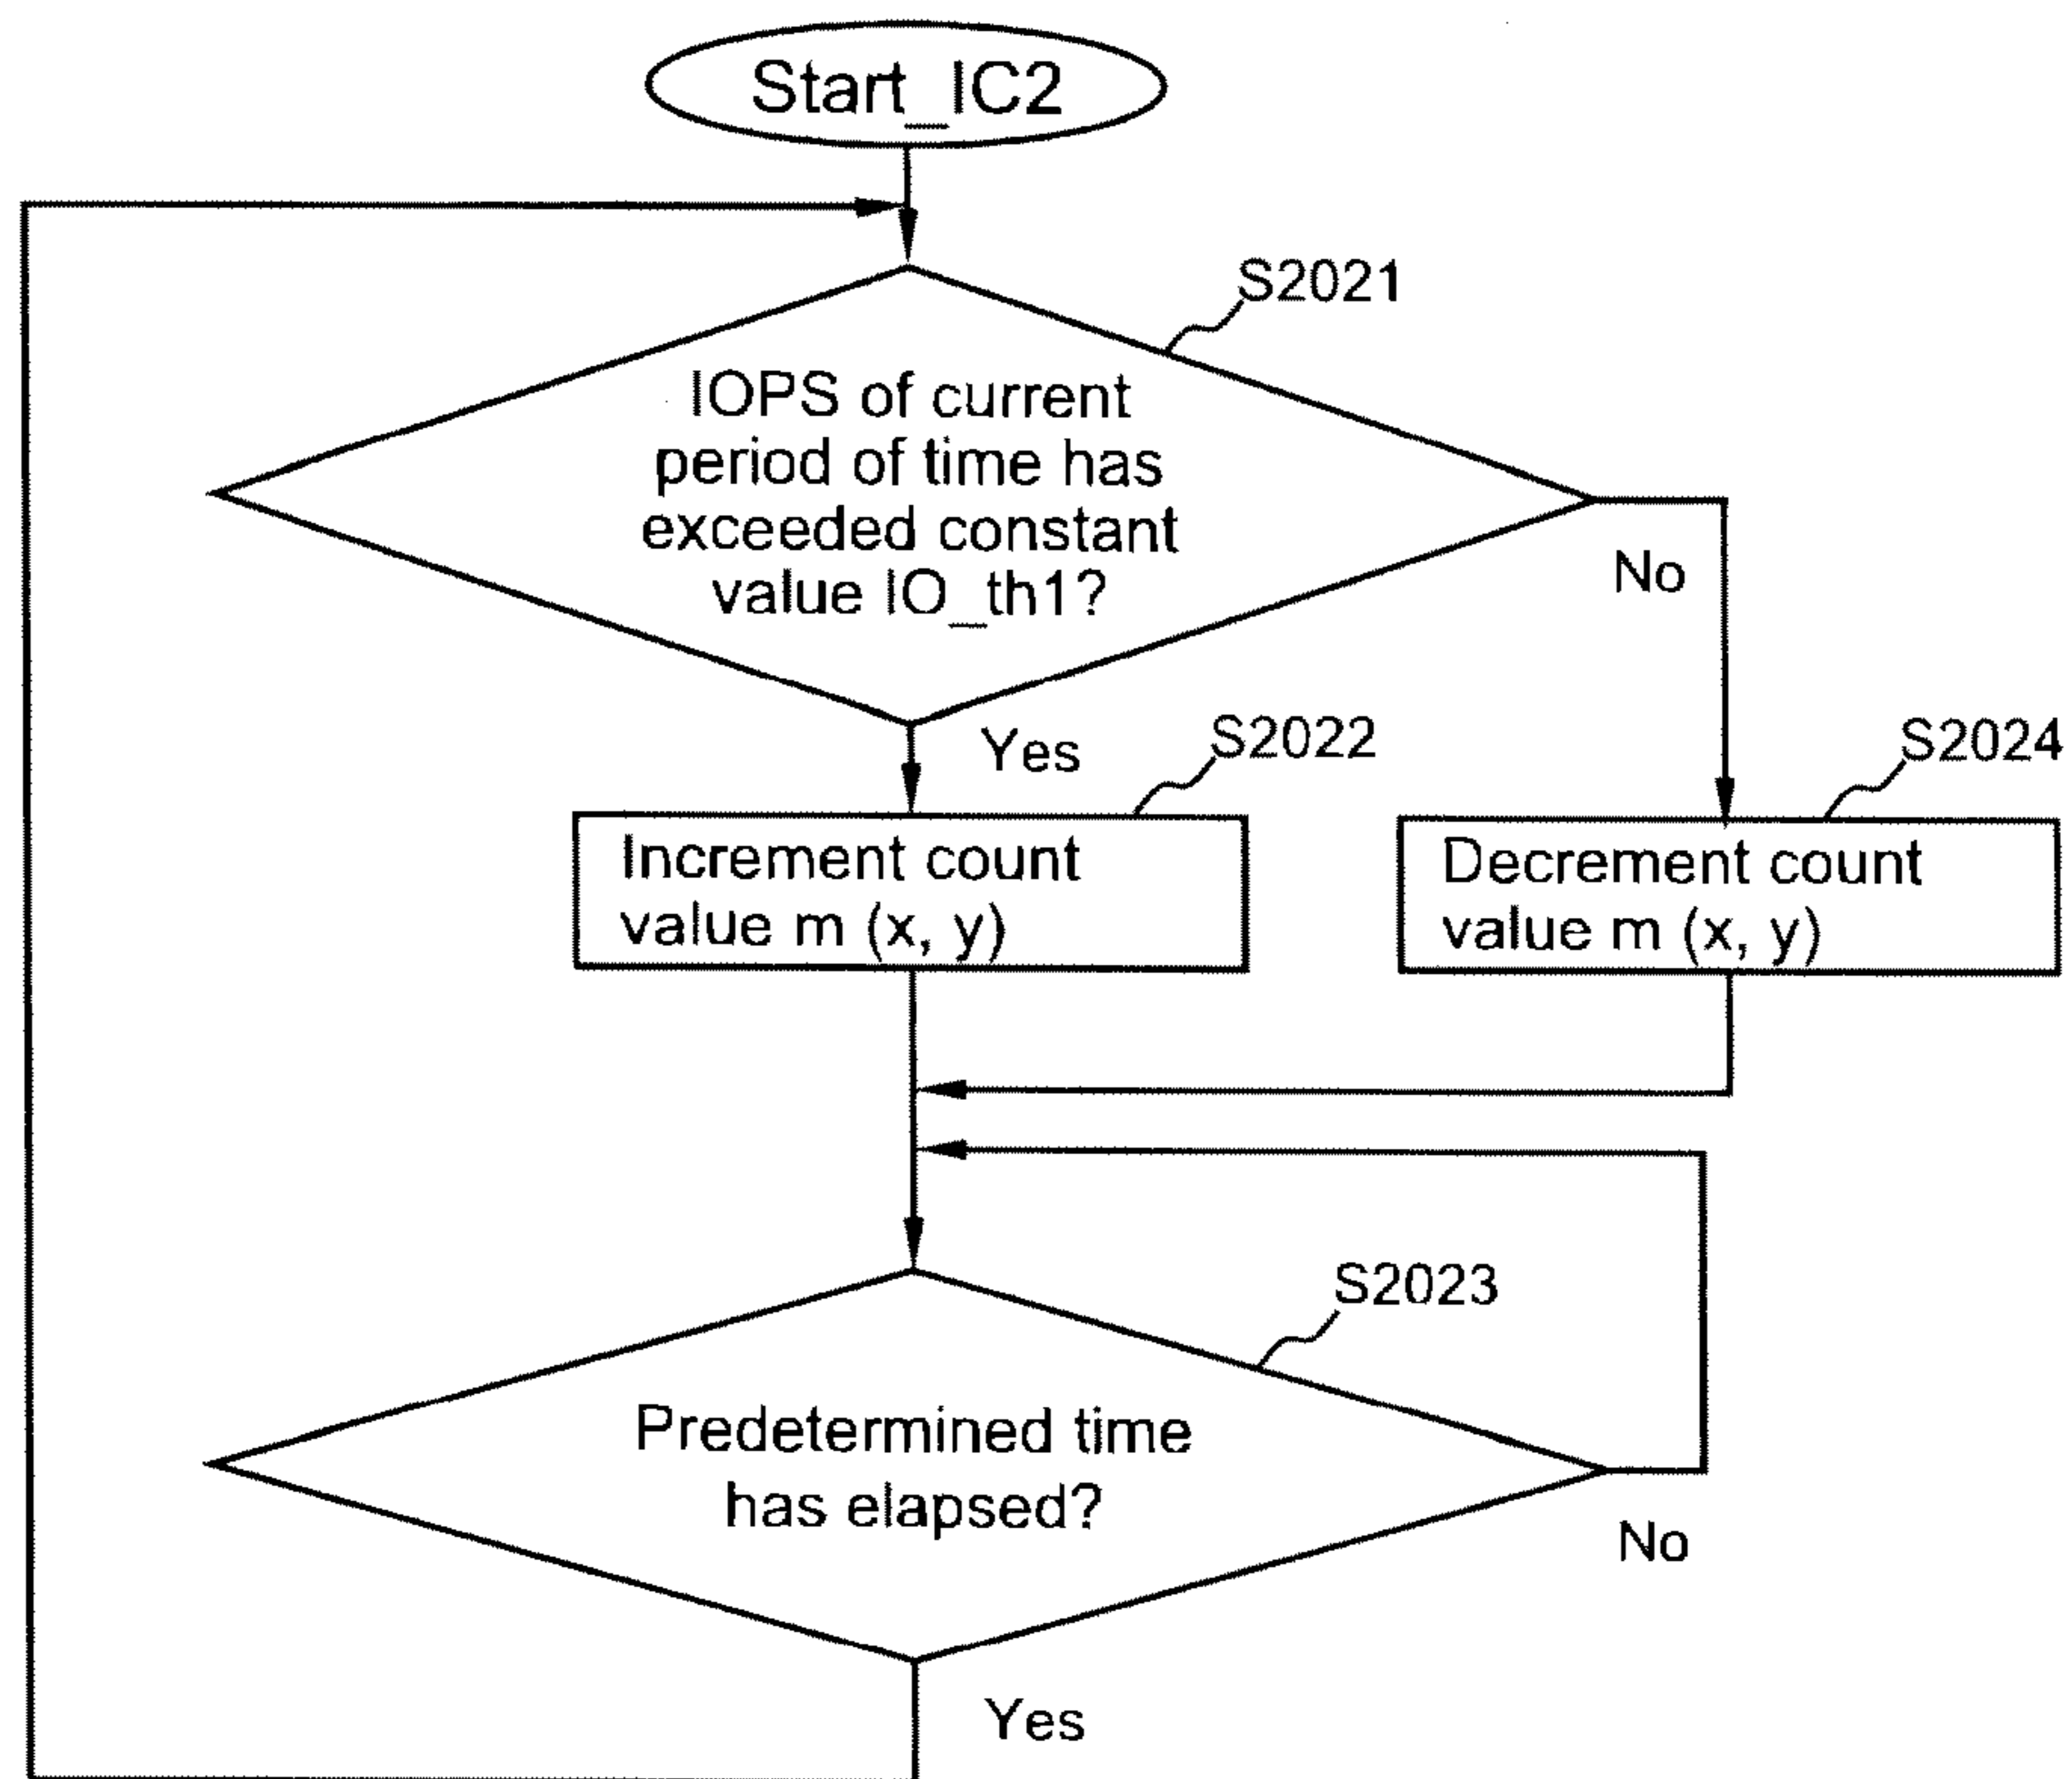 Start_IC2
S2021
IOPS of current
period of time has
exceeded constant
value IO_th1?
No
Yes
S2022
S2024
Increment count
value m (x, y)
Decrement count
value m (x, y)
S2023
Predetermined time
has elapsed?
No
Yes